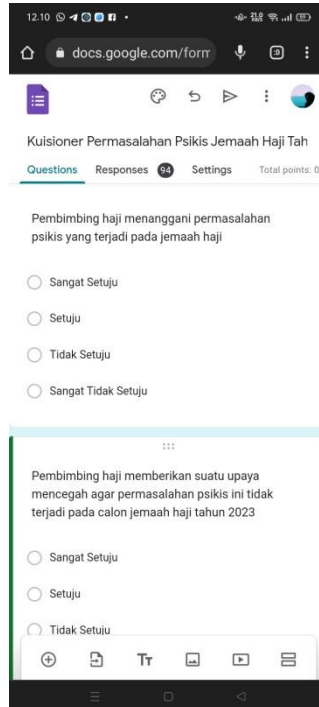 12.10
docs.google.com/form
Kuisioner Permasalahan Psikis Jemaah Haji Tah
Questions Responses 94 Settings Total points: 0
Pembimbing haji menanggani permasalahan
psikis yang terjadi pada jemaah haji
Sangat Setuju
Setuju
Tidak Setuju
Sangat Tidak Setuju
Pembimbing haji memberikan suatu upaya
mencegah agar permasalahan psikis ini tidak
terjadi pada calon jemaah haji tahun 2023
Sangat Setuju
Setuju
Tidak Setuju
Tт